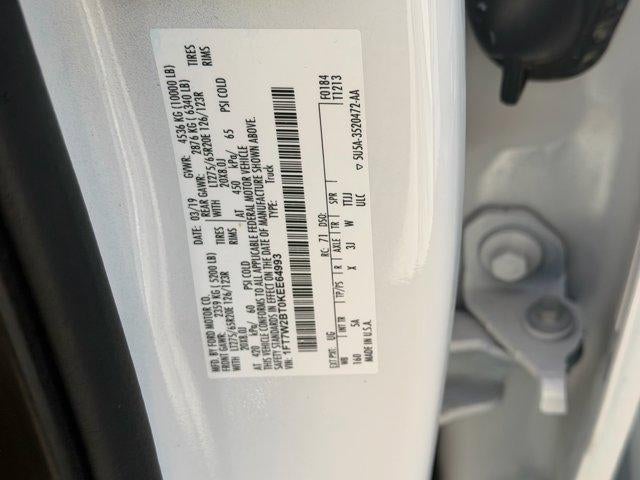 MFD. BY FORD MOTOR CO.
DATE: 03/19 GVWR: 4536 KG (10000 LB)
FRONT GAWR: 2359 KG (5200 LB) REAR GAWR: 2876 KG (6340 LB)
WITH LT275/65R20E 126/123R TIRES WITH LT275/65R20E 126/123R TIRES
20X8.0J RIMS 20X8.0J RIMS
AT 420 kPa/ 60 PSI COLD AT 450 kPa/ 65 PSI COLD
THIS VEHICLE CONFORMS TO ALL APPLICABLE FEDERAL MOTOR VEHICLE
SAFETY STANDARDS IN EFFECT ON THE DATE OF MANUFACTURE SHOWN ABOVE.
VIN: 1FT7W2BT0KEE64993 TYPE: Truck
F0184
T1213
EXT PNT: UG RC: 71 DSO:
WB INT TR TP/PS R AXLE TR SPR
160 5A X 3J W TTJJ
MADE IN U.S.A. ULC
5U5A-3520472-AA